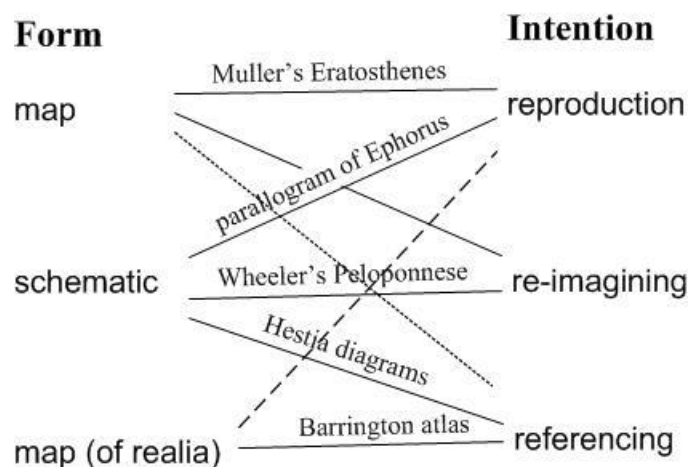 Form
Intention
Muller's Eratosthenes
map
reproduction
parallogram of Ephorus
schematic
Wheeler's Peloponnese
re-imagining
Hestia diagrams
map (of realia)
Barrington atlas
referencing